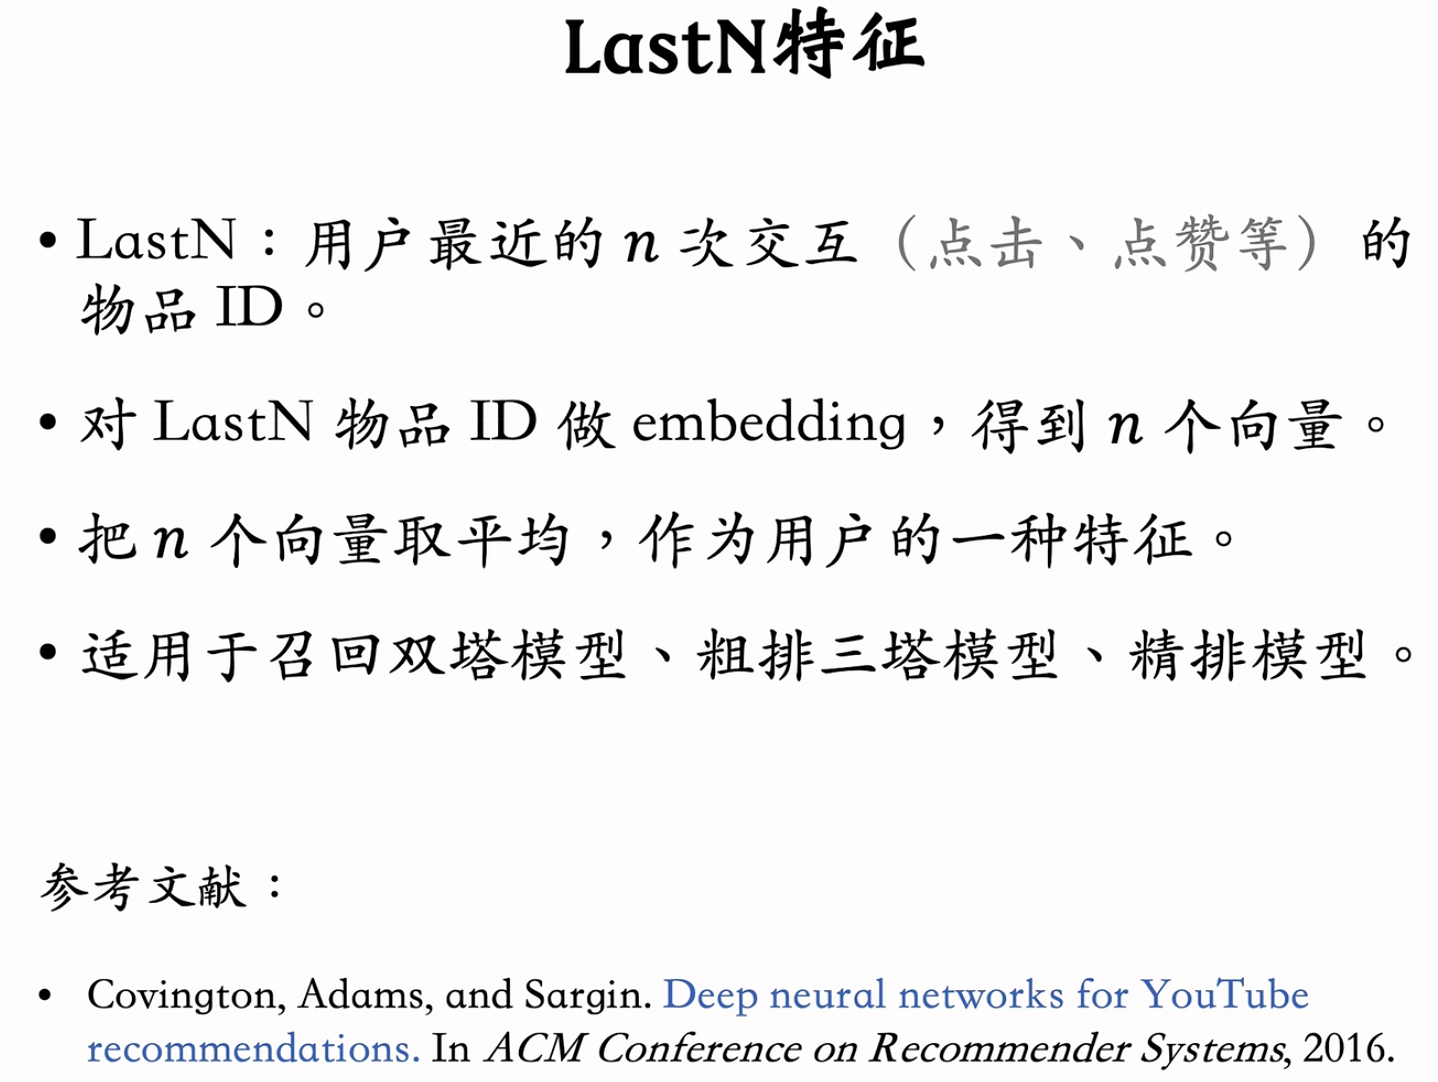 LastN特征
• LastN：用户最近的 n 次交互（点击、点赞等）的
物品 ID。
• 对 LastN 物品 ID 做 embedding，得到 n 个向量。
• 把 n 个向量取平均，作为用户的一种特征。
• 适用于召回双塔模型、粗排三塔模型、精排模型。
参考文献：
• Covington, Adams, and Sargin. Deep neural networks for YouTube
recommendations. In ACM Conference on Recommender Systems, 2016.